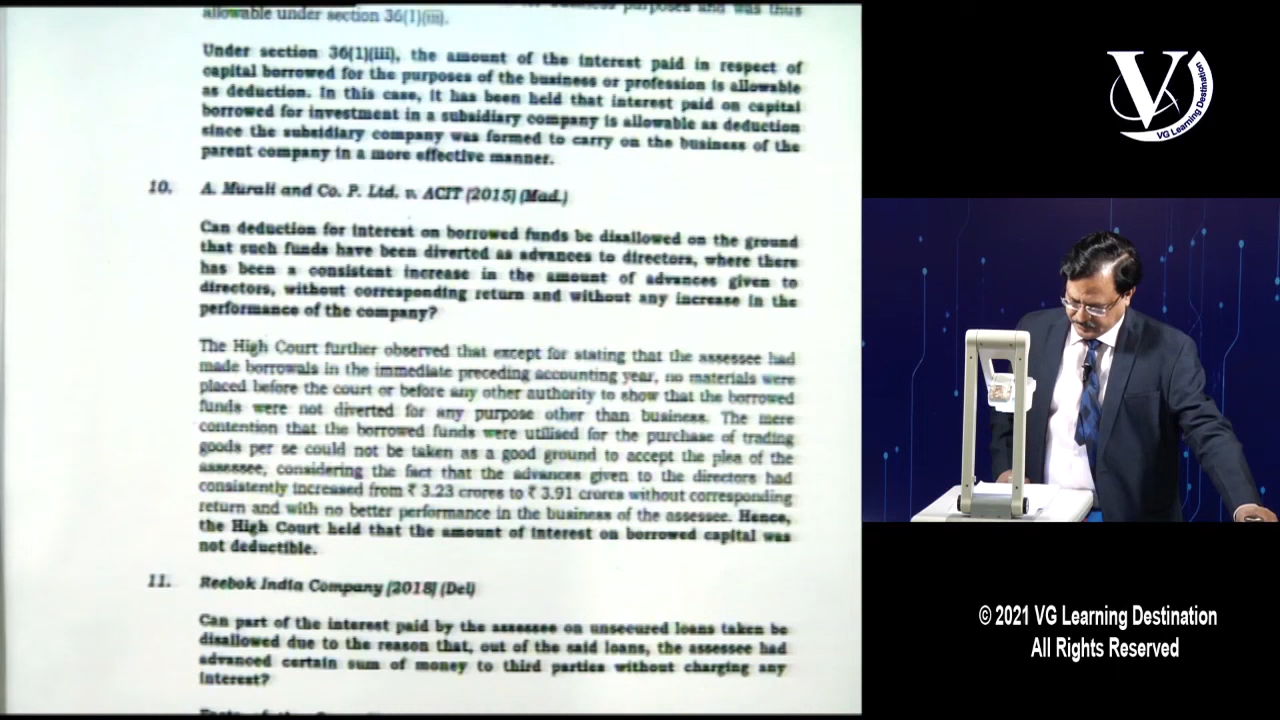 business purposes and was thus
allowable under section 36(1)(iii).
Under section 36(1)(iii), the amount of the interest paid in respect of
capital borrowed for the purposes of the business or profession is allowable
as deduction. In this case, it has been held that interest paid on capital
borrowed for investment in a subsidiary company is allowable as deduction
since the subsidiary company was formed to carry on the business of the
parent company in a more effective manner.
10. A. Murali and Co. P. Ltd. v. ACIT [2015] (Mad.)
Can deduction for interest on borrowed funds be disallowed on the ground
that such funds have been diverted as advances to directors, where there
has been a consistent increase in the amount of advances given to
directors, without corresponding return and without any increase in the
performance of the company?
The High Court further observed that except for stating that the assessee had
made borrowals in the immediate preceding accounting year, no materials were
placed before the court or before any other authority to show that the borrowed
funds were not diverted for any purpose other than business. The mere
contention that the borrowed funds were utilised for the purchase of trading
goods per se could not be taken as a good ground to accept the plea of the
assessee, considering the fact that the advances given to the directors had
consistently increased from ₹ 3.23 crores to ₹ 3.91 crores without corresponding
return and with no better performance in the business of the assessee. Hence,
the High Court held that the amount of interest on borrowed capital was
not deductible.
11. Reebok India Company [2018] (Del)
Can part of the interest paid by the assessee on unsecured loans taken be
disallowed due to the reason that, out of the said loans, the assessee had
advanced certain sum of money to third parties without charging any
interest?
V
VG Learning Destination
© 2021 VG Learning Destination
All Rights Reserved